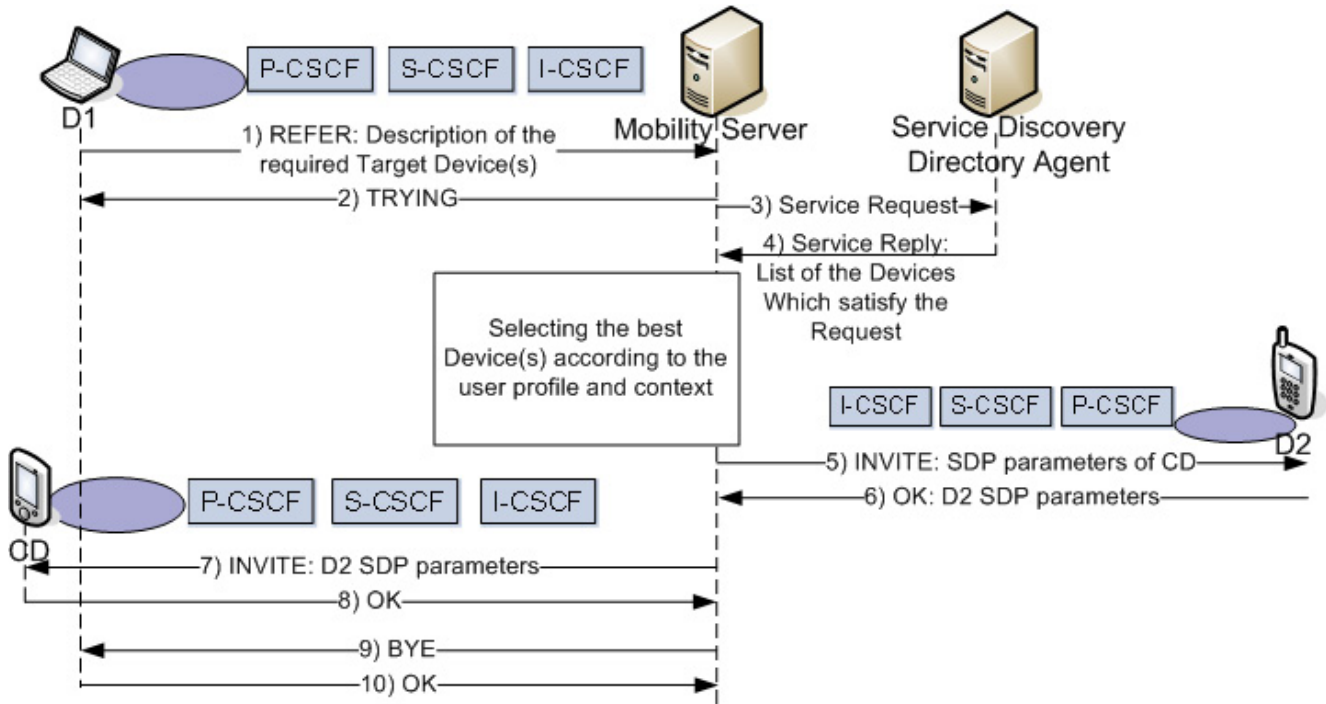 P-CSCF
S-CSCF
I-CSCF
D1
Mobility Server
Service Discovery
Directory Agent
1) REFER: Description of the
required Target Device(s)
2) TRYING
3) Service Request
4) Service Reply:
List of the Devices
Which satisfy the
Request
Selecting the best
Device(s) according to the
user profile and context
I-CSCF
S-CSCF
P-CSCF
D2
5) INVITE: SDP parameters of CD
6) OK: D2 SDP parameters
P-CSCF
S-CSCF
I-CSCF
CD
7) INVITE: D2 SDP parameters
8) OK
9) BYE
10) OK